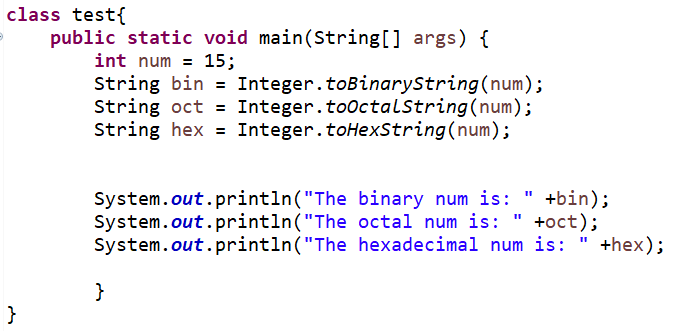 class test{
    public static void main(String[] args) {
        int num = 15;
        String bin = Integer.toBinaryString(num);
        String oct = Integer.toOctalString(num);
        String hex = Integer.toHexString(num);
        System.out.println("The binary num is: " +bin);
        System.out.println("The octal num is: " +oct);
        System.out.println("The hexadecimal num is: " +hex);
        }
}